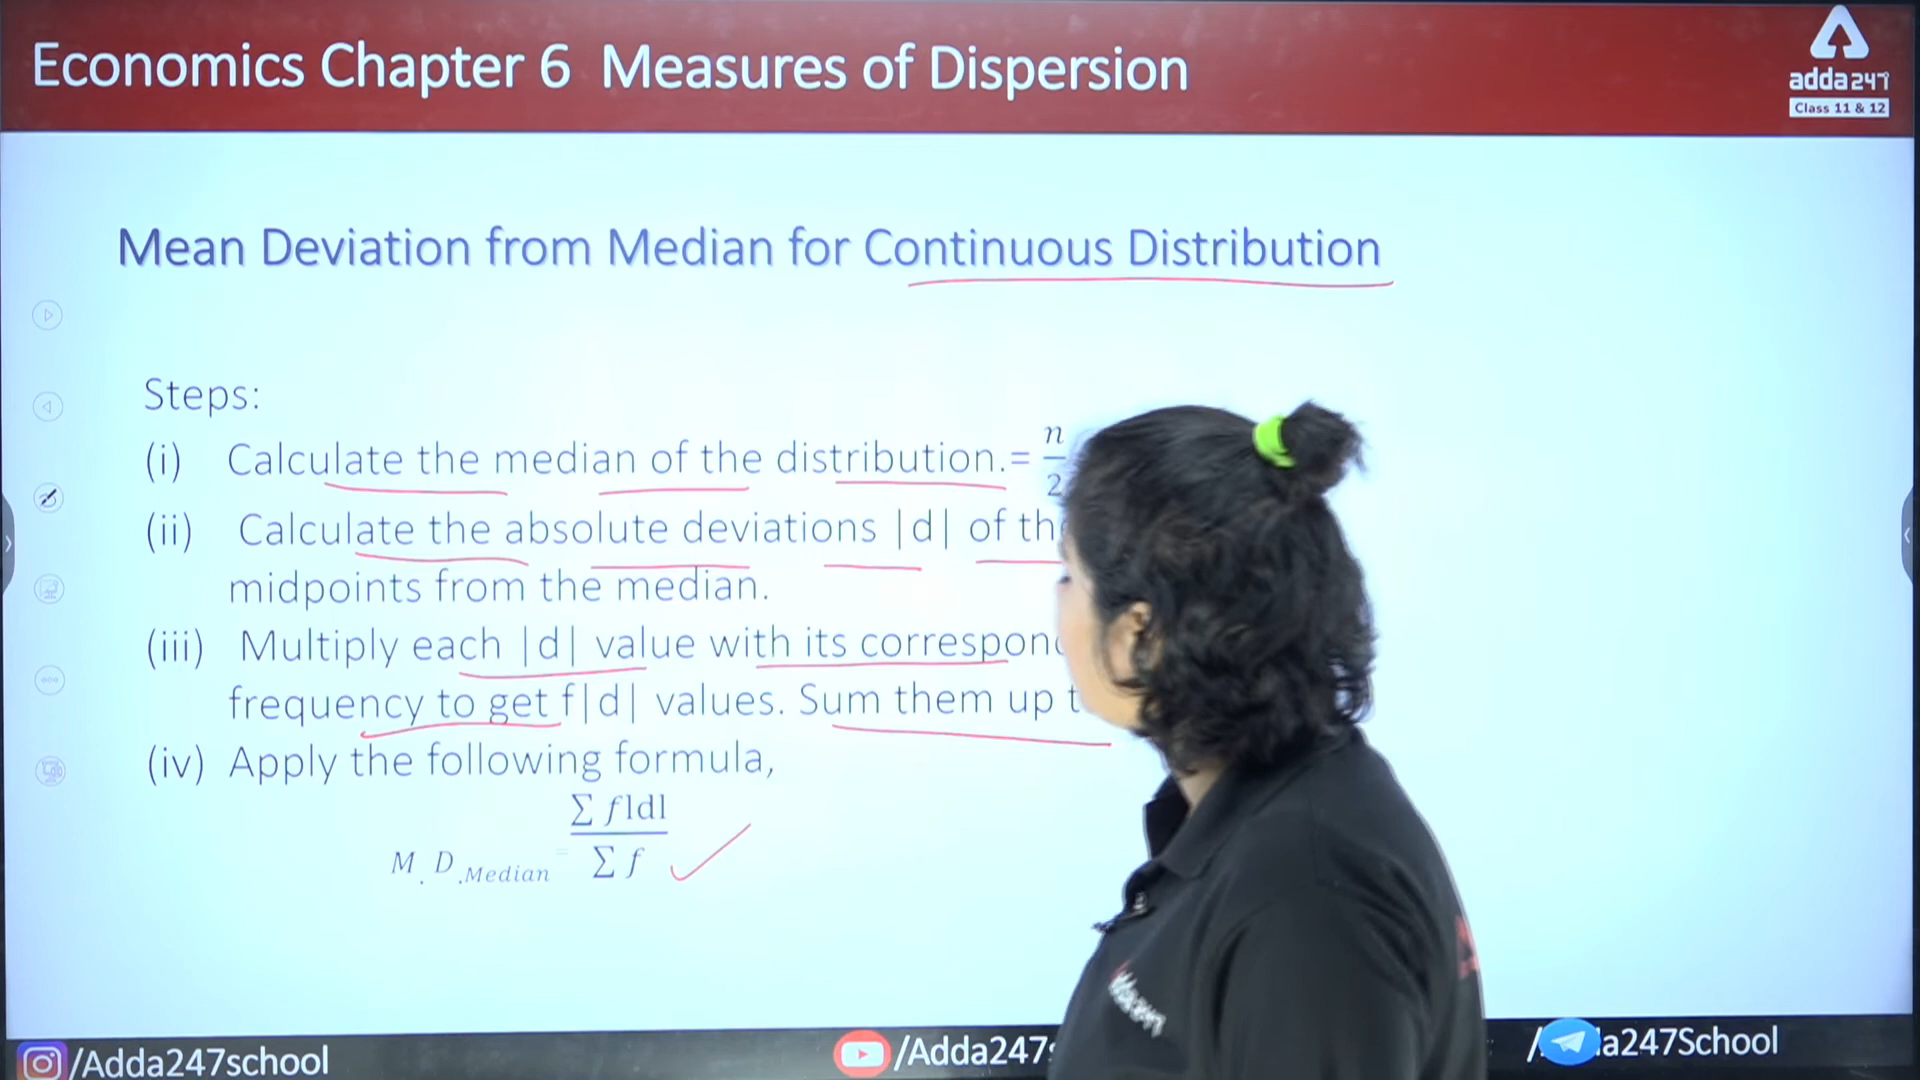 Economics Chapter 6 Measures of Dispersion
adda247
Class 11 & 12
Mean Deviation from Median for Continuous Distribution
Steps:
(i) Calculate the median of the distribution.= n/2
(ii) Calculate the absolute deviations |d| of
midpoints from the median.
(iii) Multiply each |d| value with its
frequency to get f|d| values. Sum them up
(iv) Apply the following formula,
M.D.Median = ∑ f|d| / ∑ f
/Adda247school
/Adda247
a247School